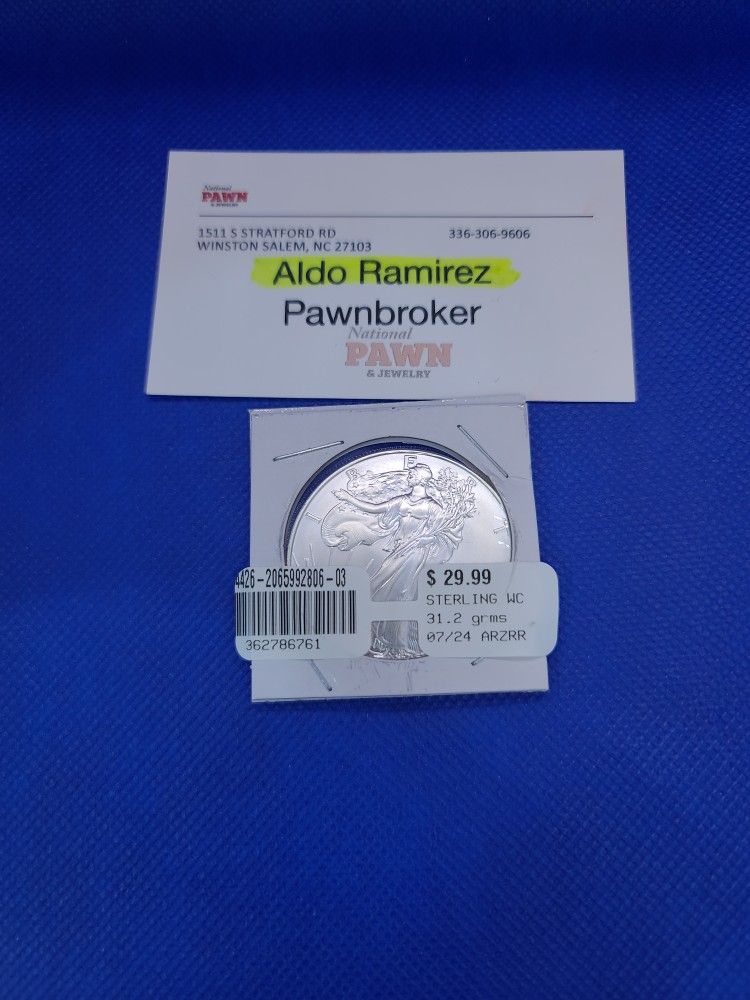 National
PAWN
& JEWELRY
1511 S STRATFORD RD 336-306-9606
WINSTON SALEM, NC 27103
Aldo Ramirez
Pawnbroker
National
PAWN
& JEWELRY
4426-2065992806-03
362786761
$ 29.99
STERLING WC
31.2 grms
07/24 ARZRR